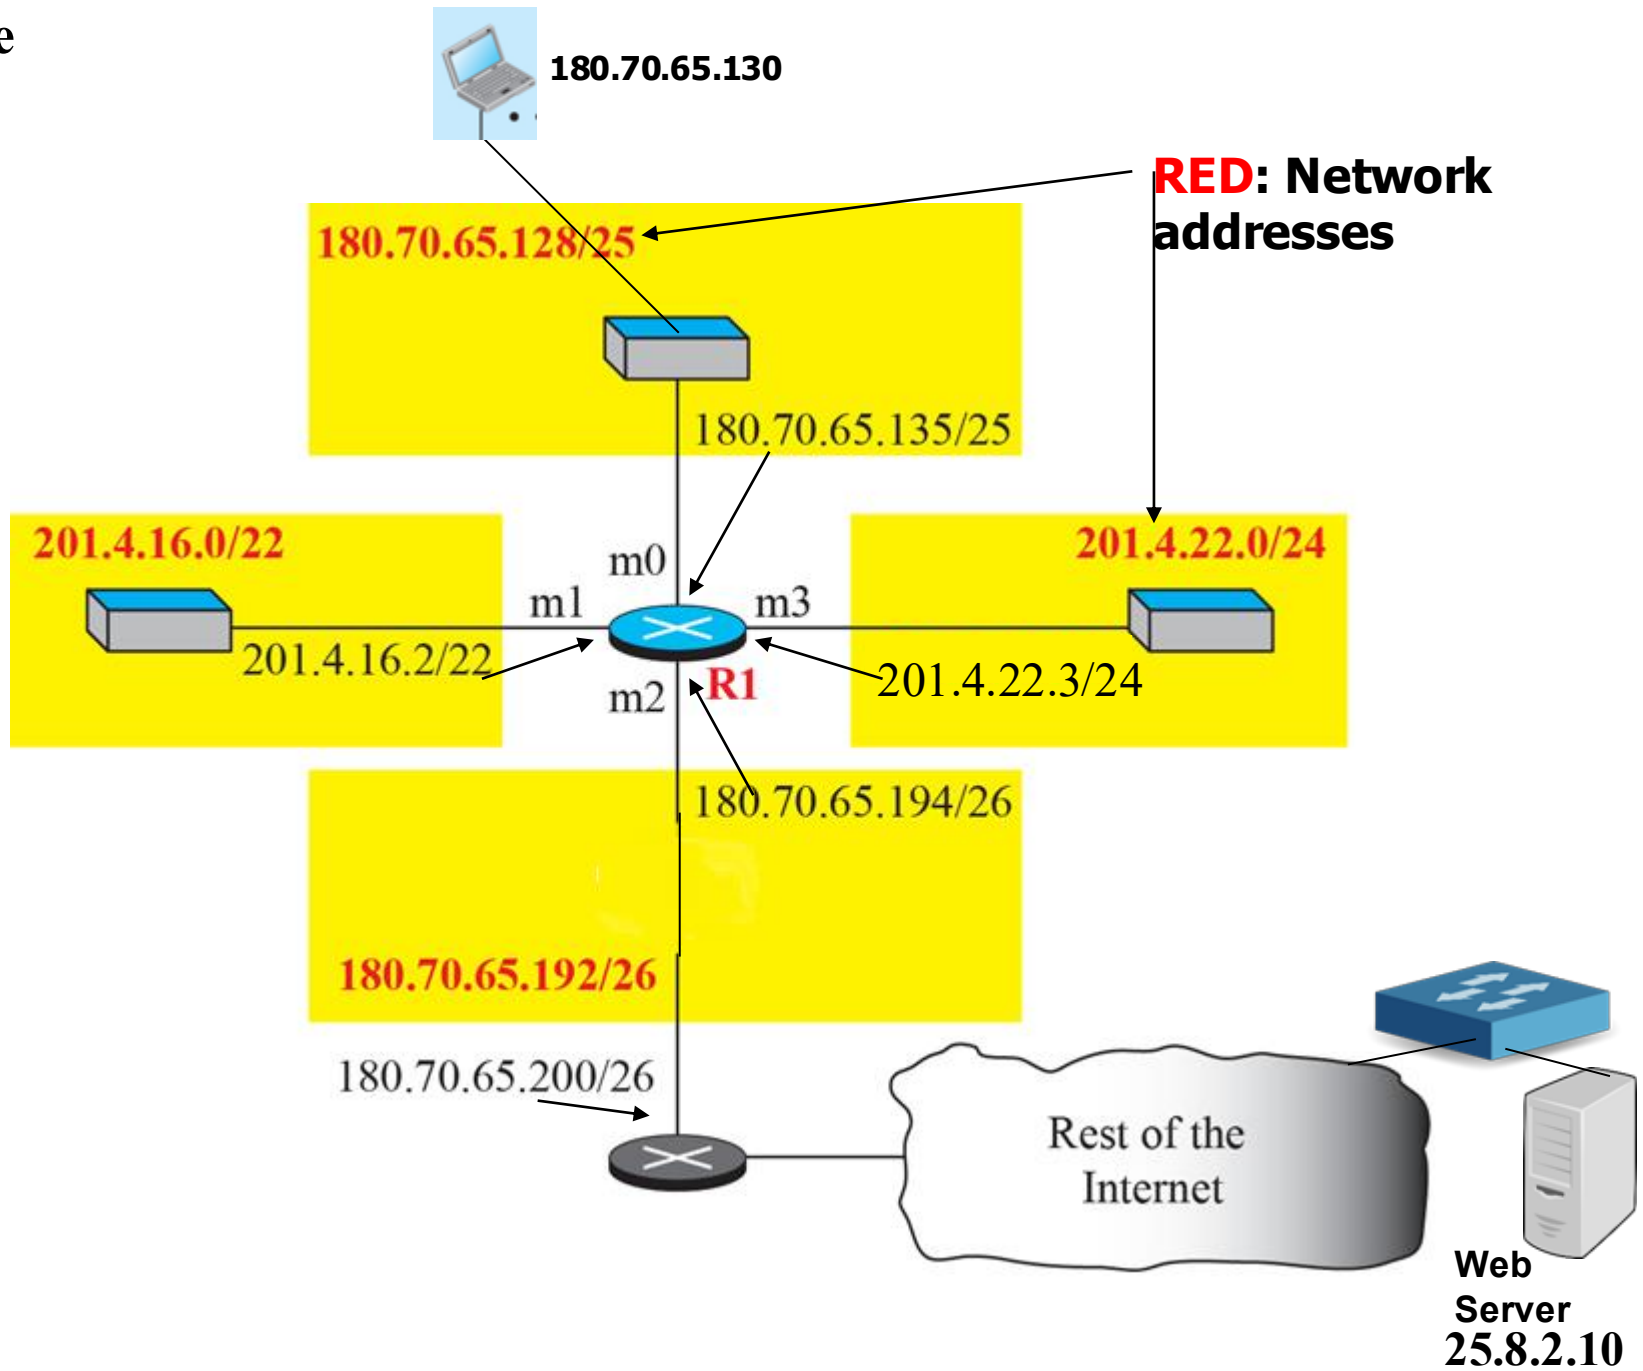 e
180.70.65.130
RED: Network
addresses
180.70.65.128/25
180.70.65.135/25
201.4.16.0/22
201.4.22.0/24
m0
m1
m3
201.4.16.2/22
201.4.22.3/24
m2
R1
180.70.65.194/26
180.70.65.192/26
180.70.65.200/26
Rest of the
Internet
Web
Server
25.8.2.10